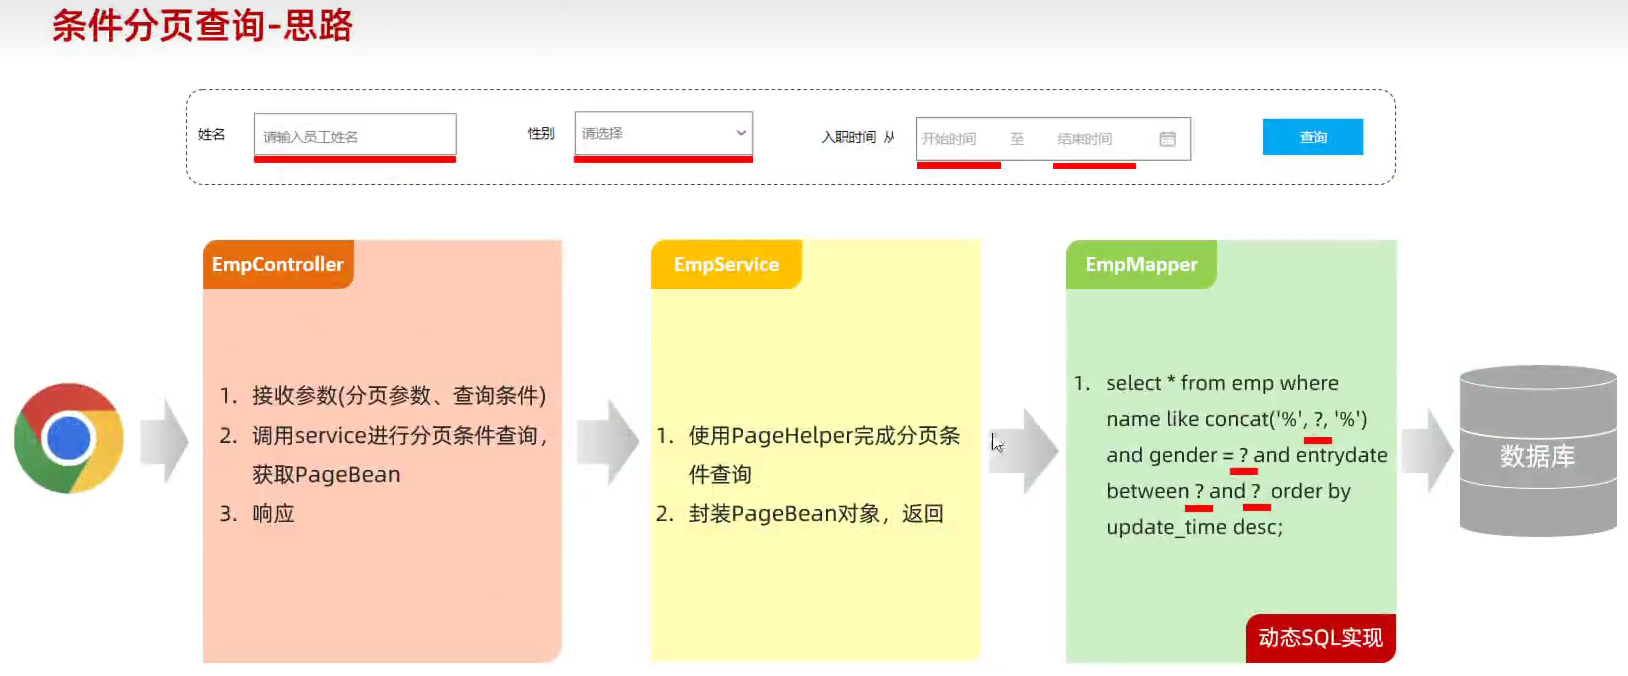 条件分页查询-思路
姓名 请输入员工姓名 性别 请选择 入职时间 从 开始时间 至 结束时间 查询
EmpController
1. 接收参数(分页参数、查询条件)
2. 调用service进行分页条件查询，
获取PageBean
3. 响应
EmpService
1. 使用PageHelper完成分页条
件查询
2. 封装PageBean对象，返回
EmpMapper
1. select * from emp where
name like concat('%', ?, '%')
and gender = ? and entrydate
between ? and ? order by
update_time desc;
动态SQL实现
数据库